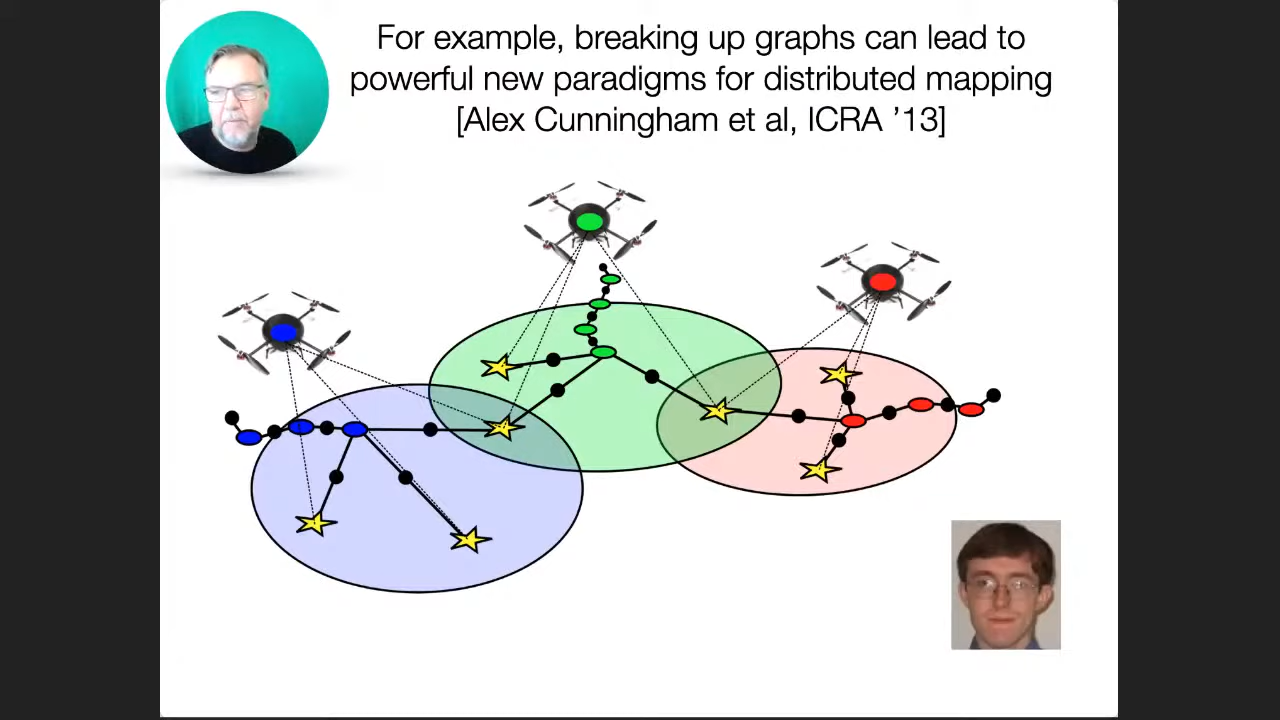 For example, breaking up graphs can lead to
powerful new paradigms for distributed mapping
[Alex Cunningham et al, ICRA ’13]